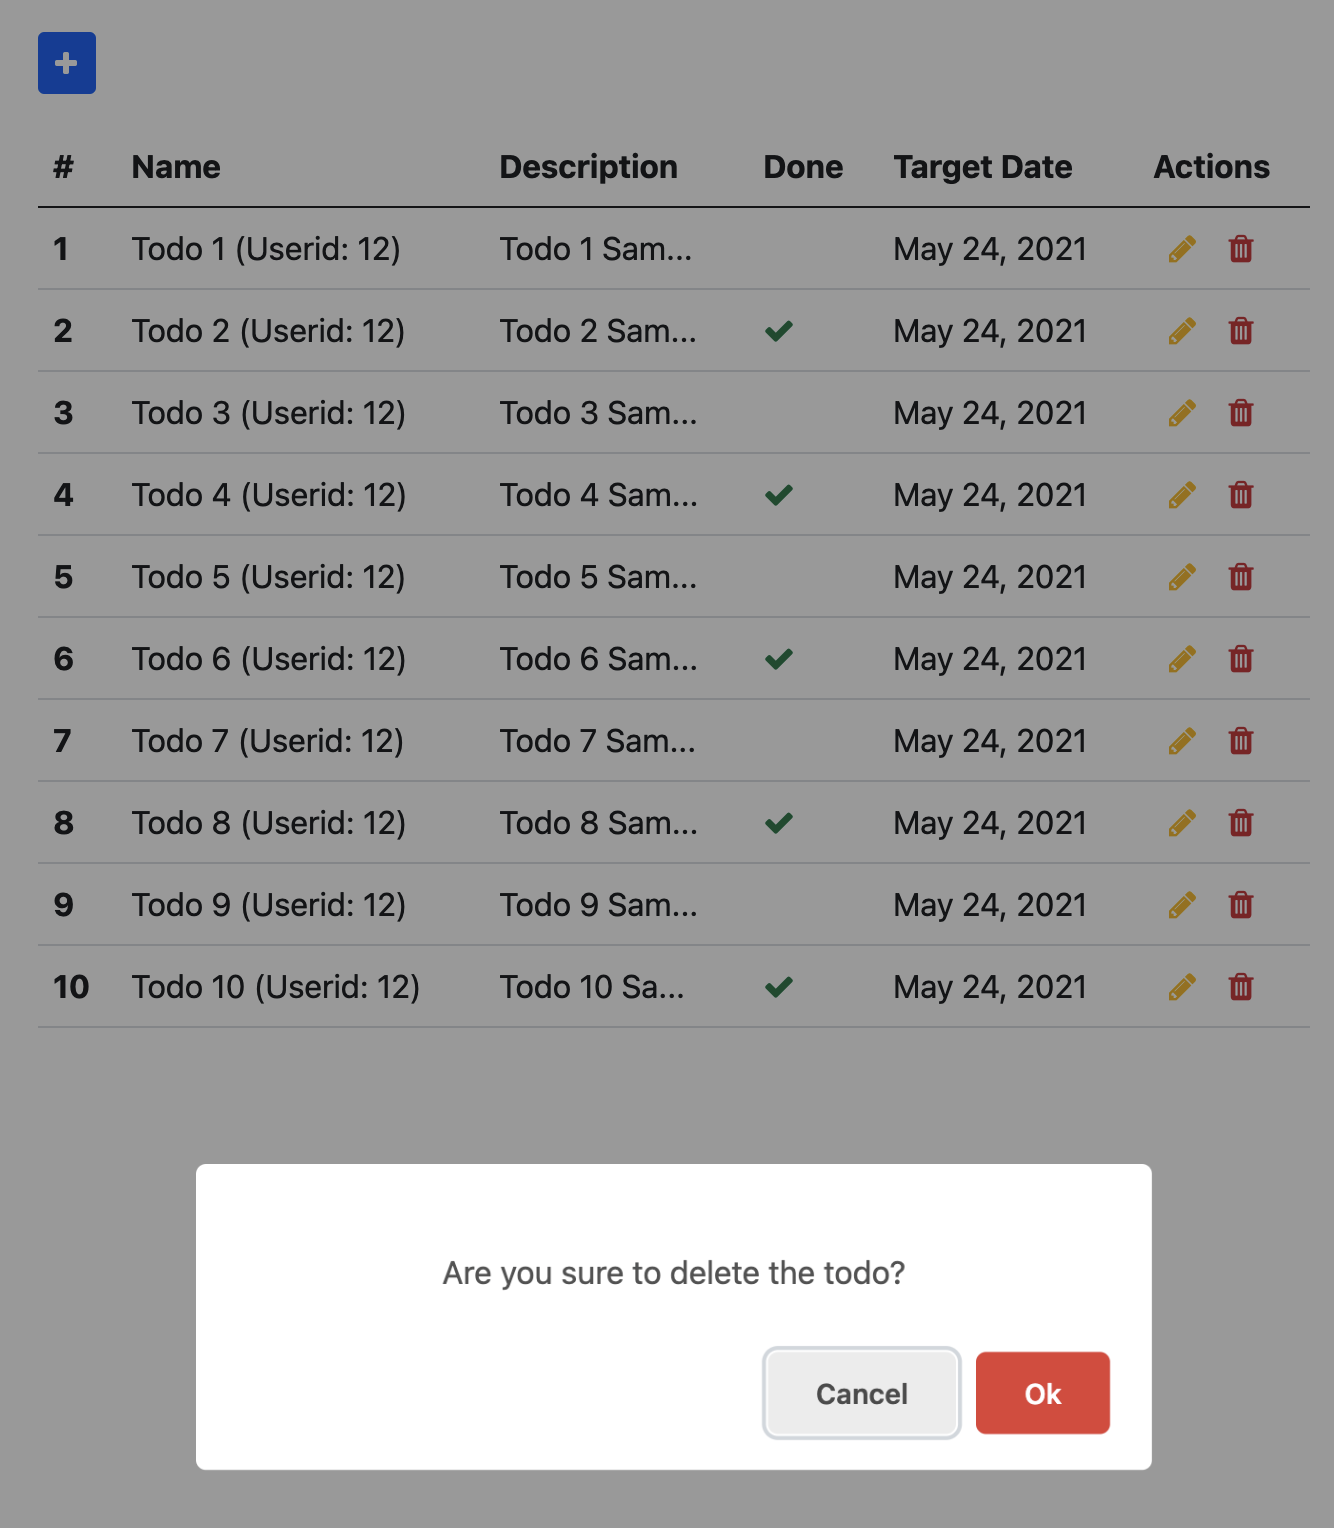 # Name Description Done Target Date Actions
1 Todo 1 (Userid: 12) Todo 1 Sam... May 24, 2021
2 Todo 2 (Userid: 12) Todo 2 Sam... May 24, 2021
3 Todo 3 (Userid: 12) Todo 3 Sam... May 24, 2021
4 Todo 4 (Userid: 12) Todo 4 Sam... May 24, 2021
5 Todo 5 (Userid: 12) Todo 5 Sam... May 24, 2021
6 Todo 6 (Userid: 12) Todo 6 Sam... May 24, 2021
7 Todo 7 (Userid: 12) Todo 7 Sam... May 24, 2021
8 Todo 8 (Userid: 12) Todo 8 Sam... May 24, 2021
9 Todo 9 (Userid: 12) Todo 9 Sam... May 24, 2021
10 Todo 10 (Userid: 12) Todo 10 Sa... May 24, 2021
Are you sure to delete the todo?
Cancel Ok